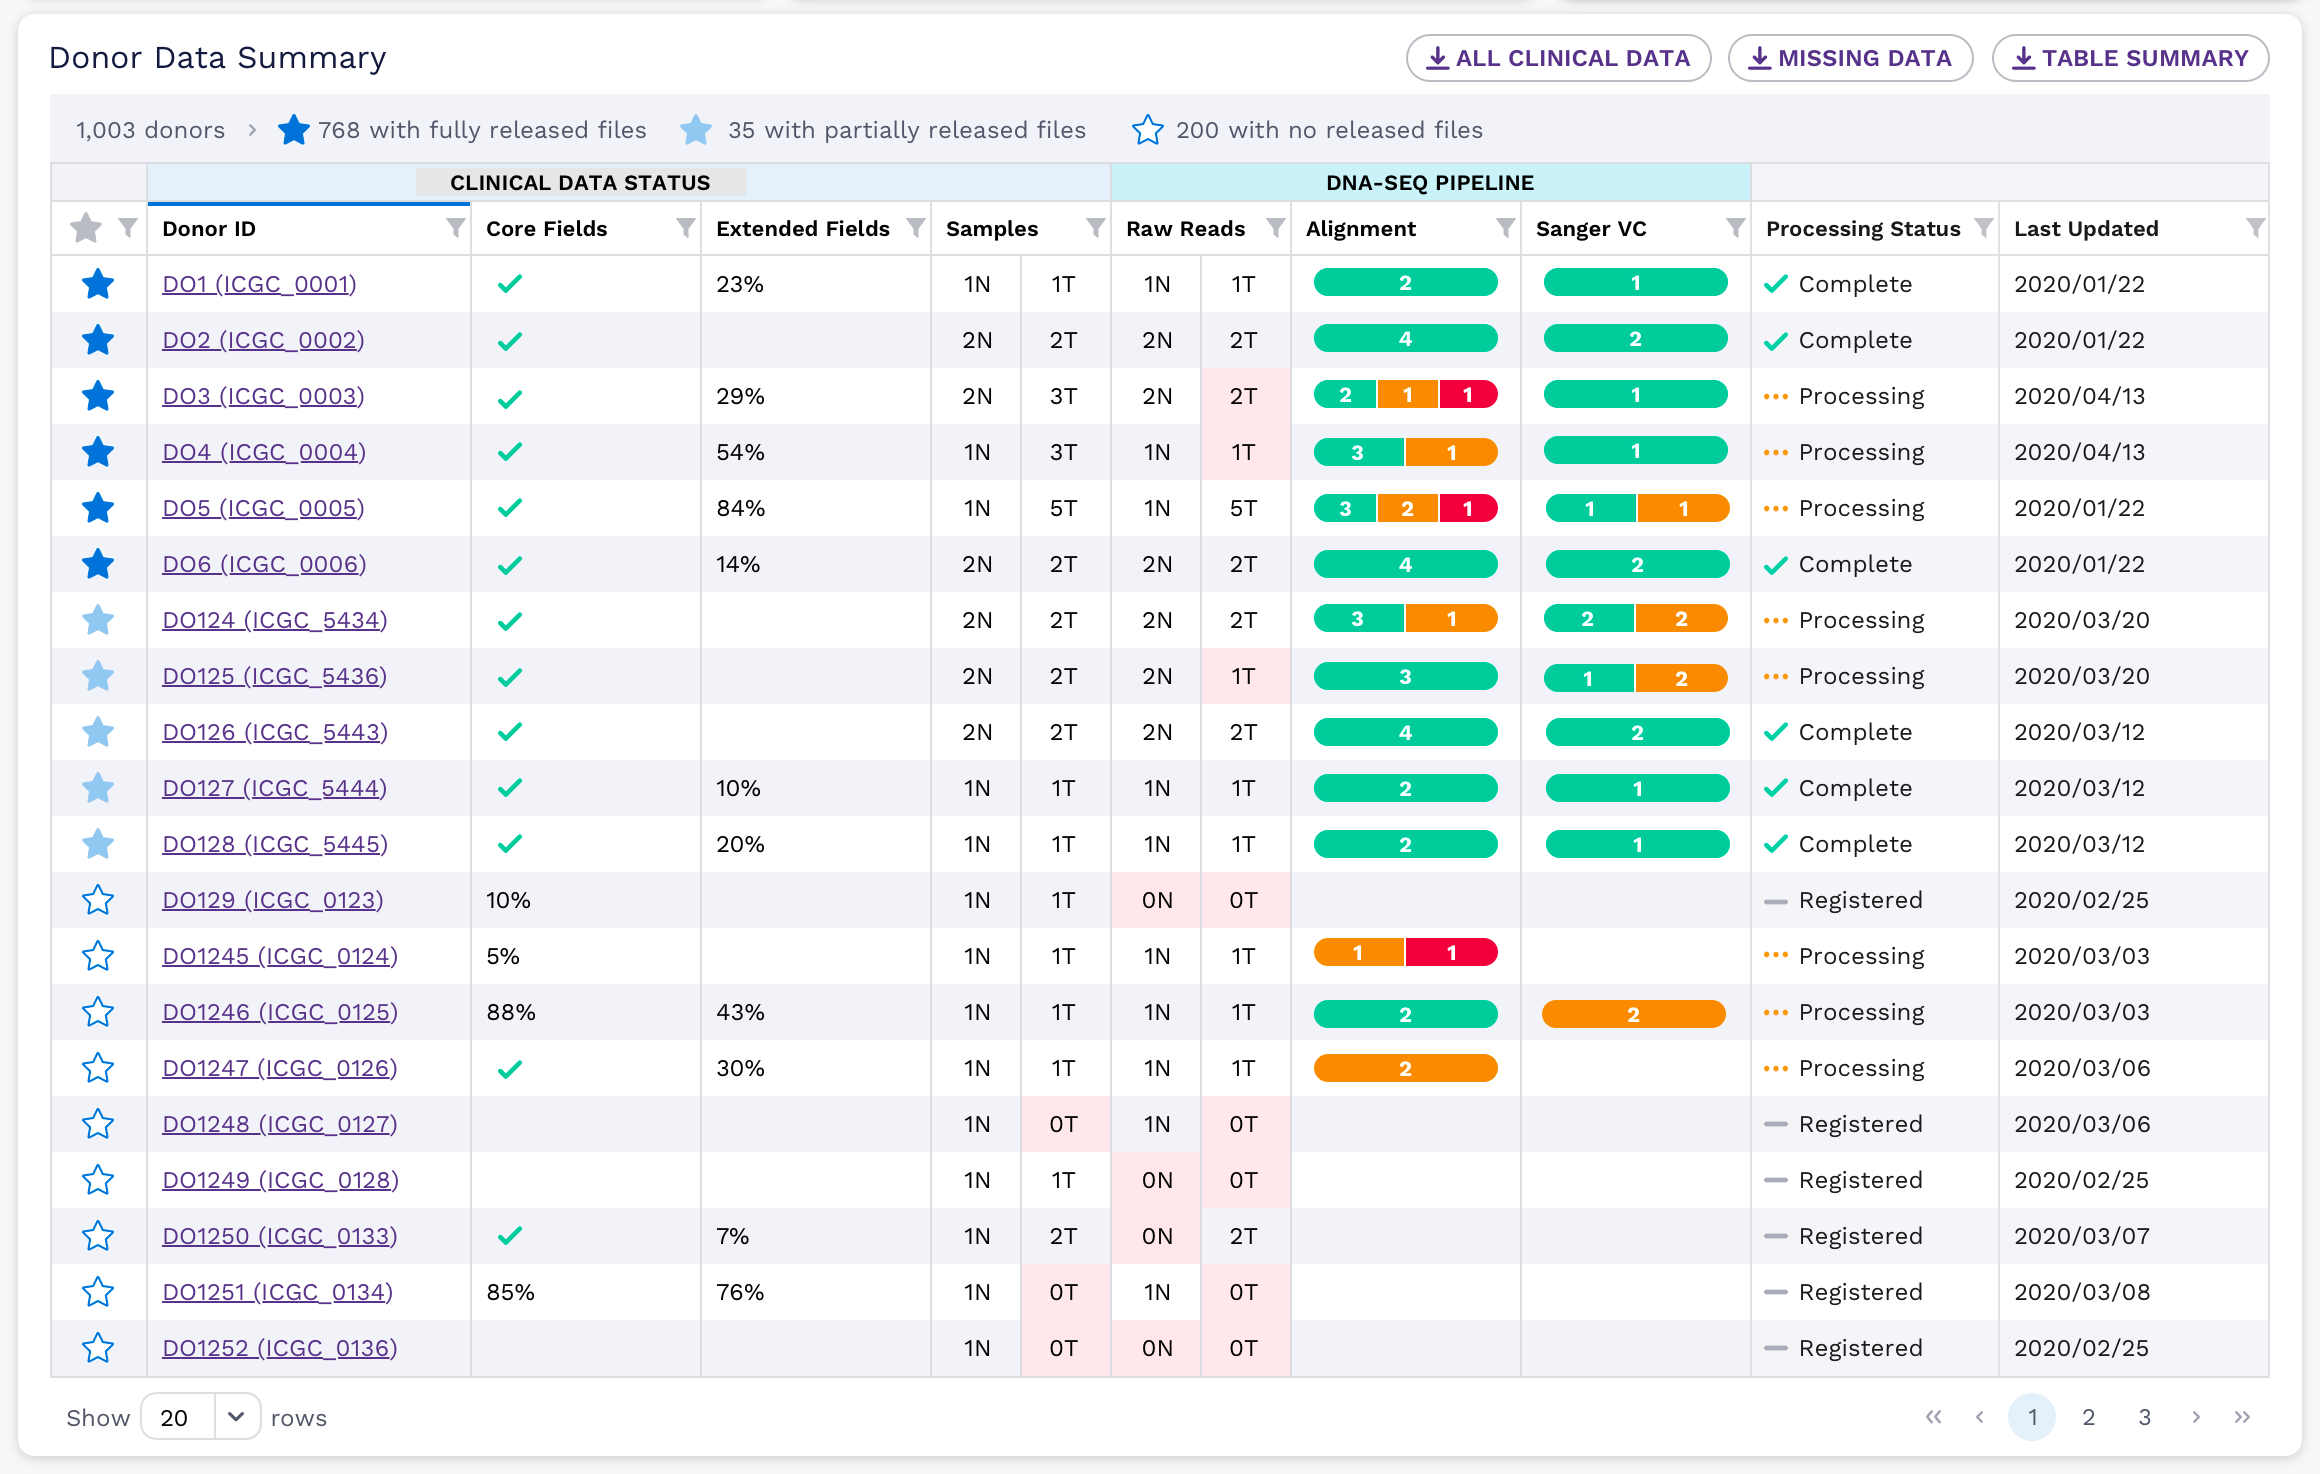 Donor Data Summary ALL CLINICAL DATA MISSING DATA TABLE SUMMARY
1,003 donors 768 with fully released files 35 with partially released files 200 with no released files
CLINICAL DATA STATUS DNA-SEQ PIPELINE
Donor ID Core Fields Extended Fields Samples Raw Reads Alignment Sanger VC Processing Status Last Updated
DO1 (ICGC_0001) 23% 1N 1T 1N 1T 2 1 Complete 2020/01/22
DO2 (ICGC_0002) 2N 2T 2N 2T 4 2 Complete 2020/01/22
DO3 (ICGC_0003) 29% 2N 3T 2N 2T 2 1 1 1 Processing 2020/04/13
DO4 (ICGC_0004) 54% 1N 3T 1N 1T 3 1 1 Processing 2020/04/13
DO5 (ICGC_0005) 84% 1N 5T 1N 5T 3 2 1 1 1 Processing 2020/01/22
DO6 (ICGC_0006) 14% 2N 2T 2N 2T 4 2 Complete 2020/01/22
DO124 (ICGC_5434) 2N 2T 2N 2T 3 1 2 2 Processing 2020/03/20
DO125 (ICGC_5436) 2N 2T 2N 1T 3 1 2 Processing 2020/03/20
DO126 (ICGC_5443) 2N 2T 2N 2T 4 2 Complete 2020/03/12
DO127 (ICGC_5444) 10% 1N 1T 1N 1T 2 1 Complete 2020/03/12
DO128 (ICGC_5445) 20% 1N 1T 1N 1T 2 1 Complete 2020/03/12
DO129 (ICGC_0123) 10% 1N 1T 0N 0T Registered 2020/02/25
DO1245 (ICGC_0124) 5% 1N 1T 1N 1T 1 1 Processing 2020/03/03
DO1246 (ICGC_0125) 88% 43% 1N 1T 1N 1T 2 2 Processing 2020/03/03
DO1247 (ICGC_0126) 30% 1N 1T 1N 1T 2 Processing 2020/03/06
DO1248 (ICGC_0127) 1N 0T 1N 0T Registered 2020/03/06
DO1249 (ICGC_0128) 1N 1T 0N 0T Registered 2020/02/25
DO1250 (ICGC_0133) 7% 1N 2T 0N 2T Registered 2020/03/07
DO1251 (ICGC_0134) 85% 76% 1N 0T 1N 0T Registered 2020/03/08
DO1252 (ICGC_0136) 1N 0T 0N 0T Registered 2020/02/25
Show 20 rows « ‹ 1 2 3 › »